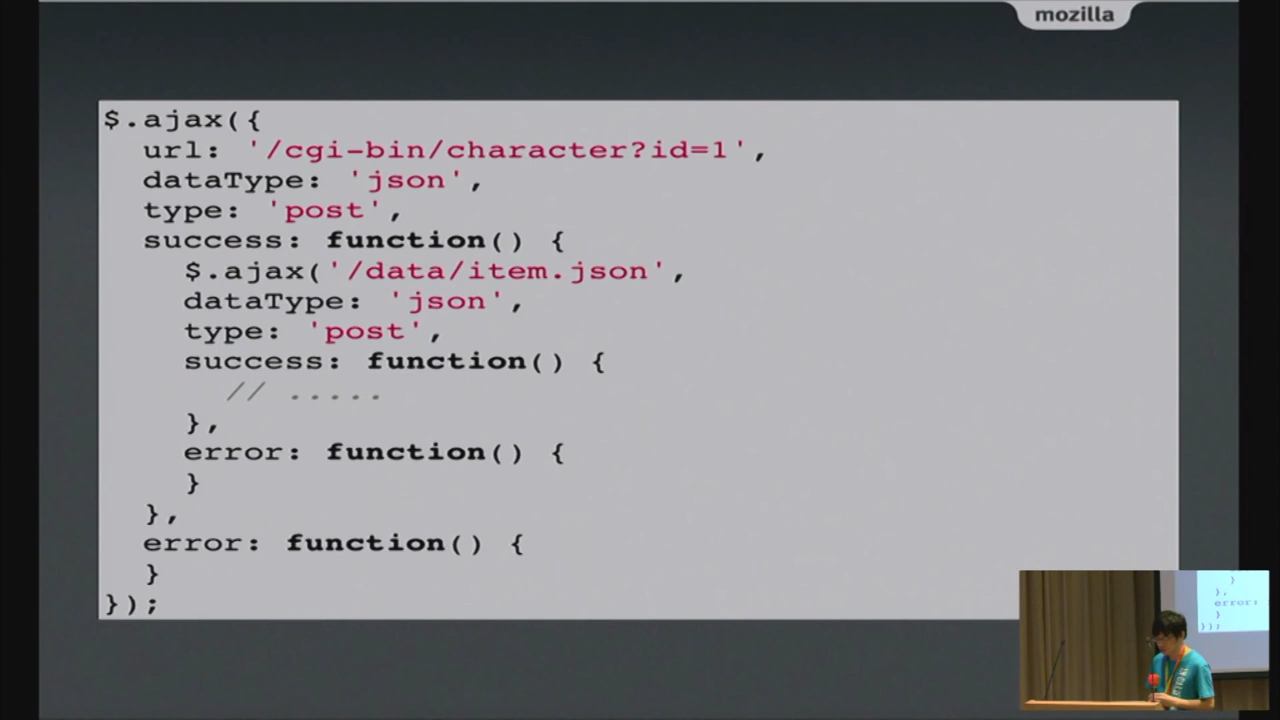 mozilla
$.ajax({
  url: '/cgi-bin/character?id=1',
  dataType: 'json',
  type: 'post',
  success: function() {
    $.ajax('/data/item.json',
    dataType: 'json',
    type: 'post',
    success: function() {
      // .....
    },
    error: function() {
    }
  },
  error: function() {
  }
});
}
},
error:
}
});